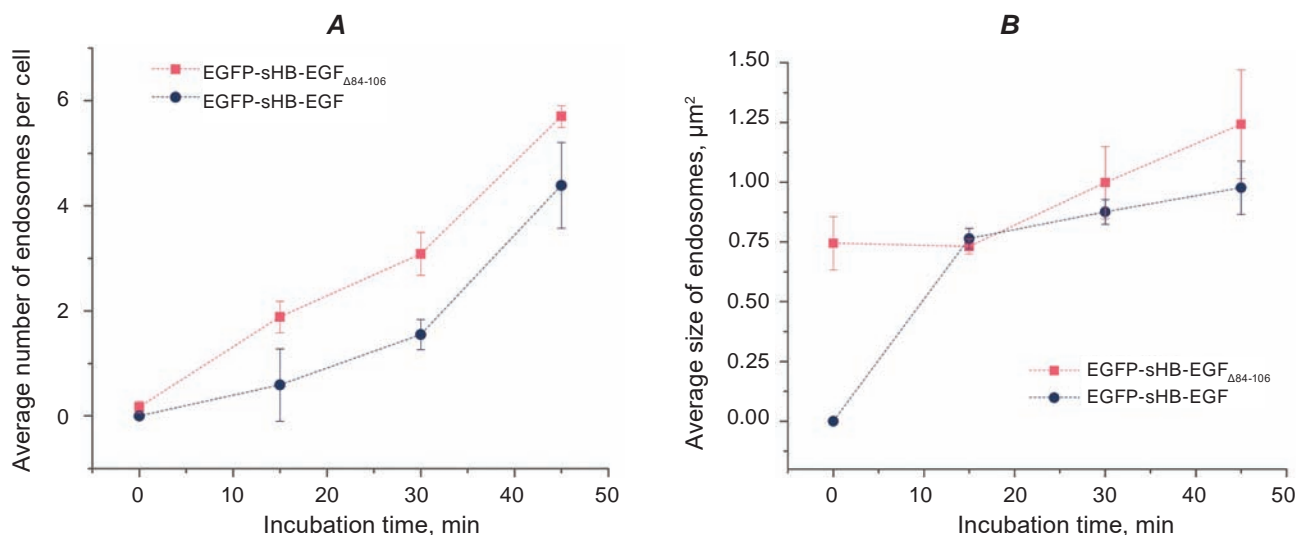 A
Average number of endosomes per cell
6
4
2
0
EGFP-sHB-EGFΔ84-106
EGFP-sHB-EGF
0 10 20 30 40 50
Incubation time, min
B
Average size of endosomes, μm²
1.50
1.25
1.00
0.75
0.50
0.25
0.00
EGFP-sHB-EGFΔ84-106
EGFP-sHB-EGF
0 10 20 30 40 50
Incubation time, min